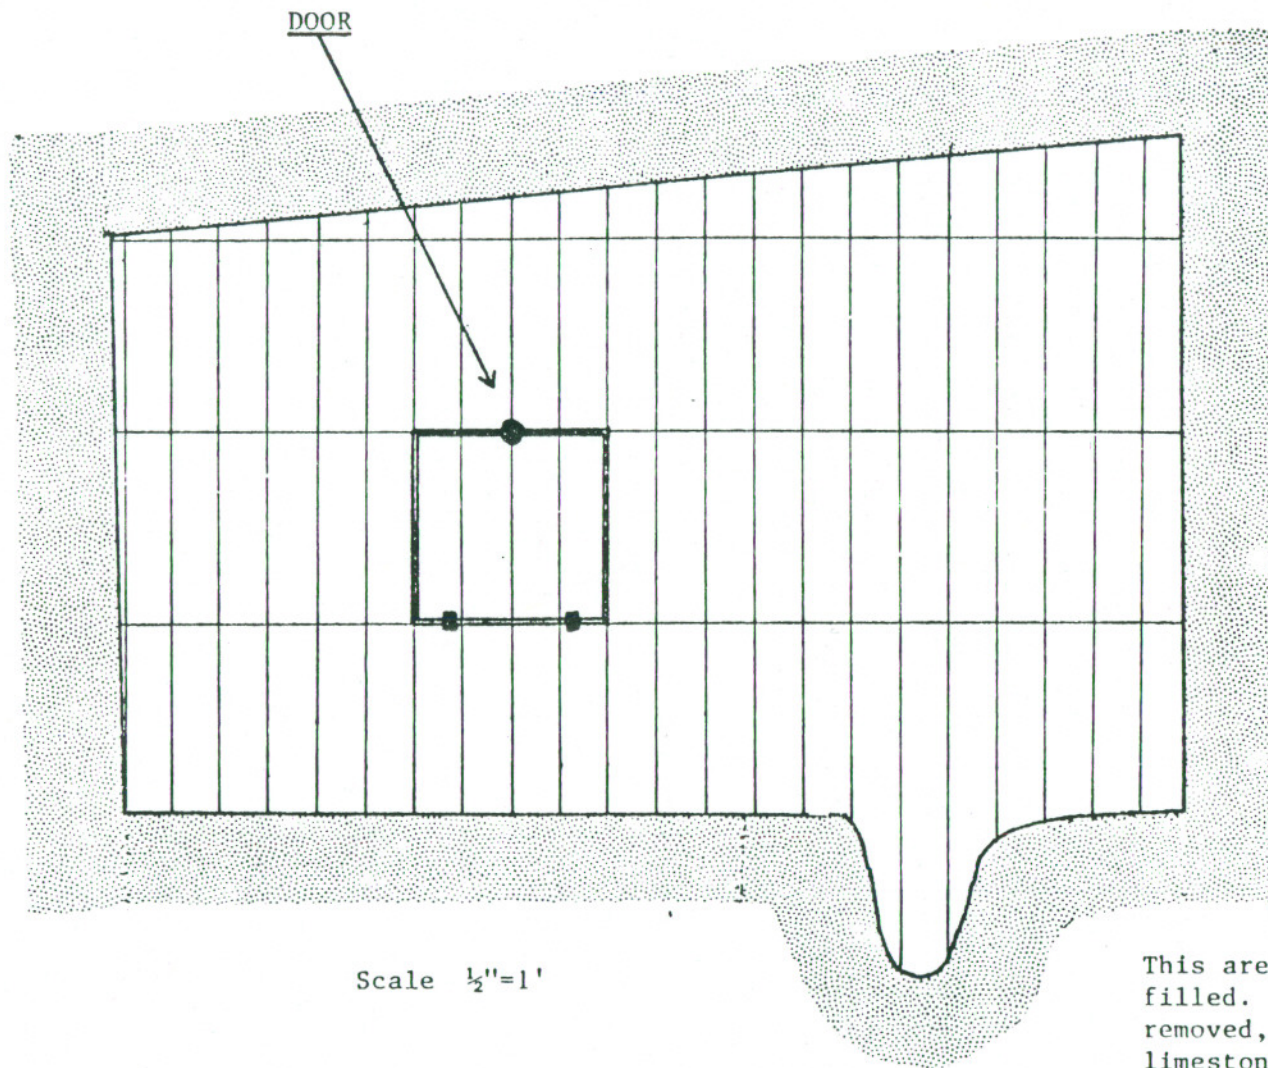 DOOR
Scale ½"=1'
This are
filled.
removed,
limeston